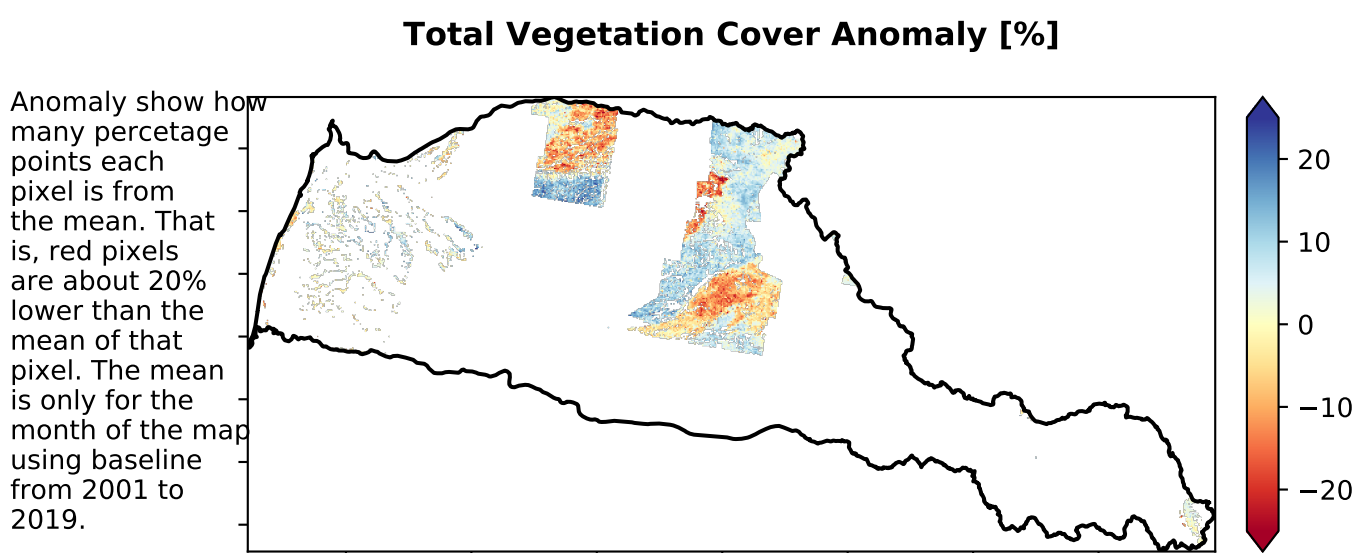 Total Vegetation Cover Anomaly [%]
Anomaly show how
many percetage
points each
pixel is from
the mean. That
is, red pixels
are about 20%
lower than the
mean of that
pixel. The mean
is only for the
month of the map
using baseline
from 2001 to
2019.
20
10
0
−10
−20